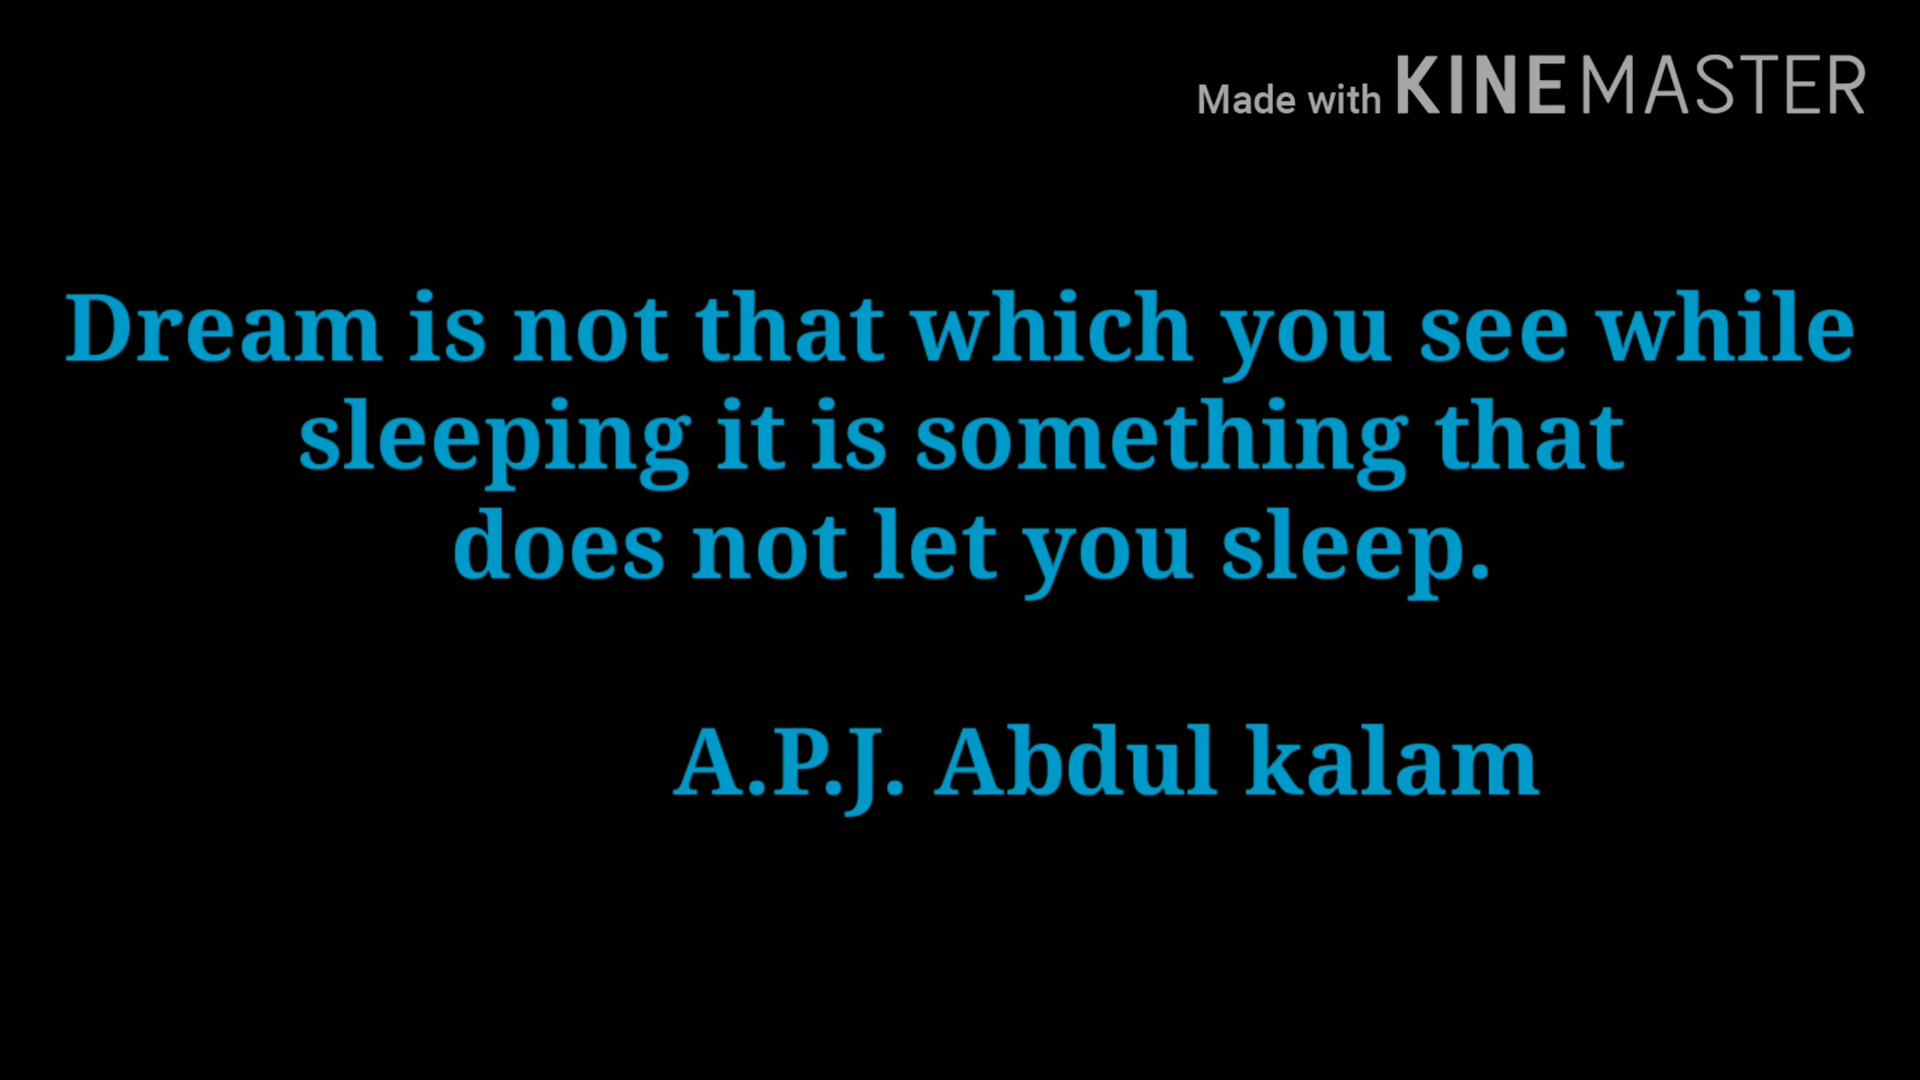 Made with KINEMASTER
Dream is not that which you see while
sleeping it is something that
does not let you sleep.
A.P.J. Abdul kalam